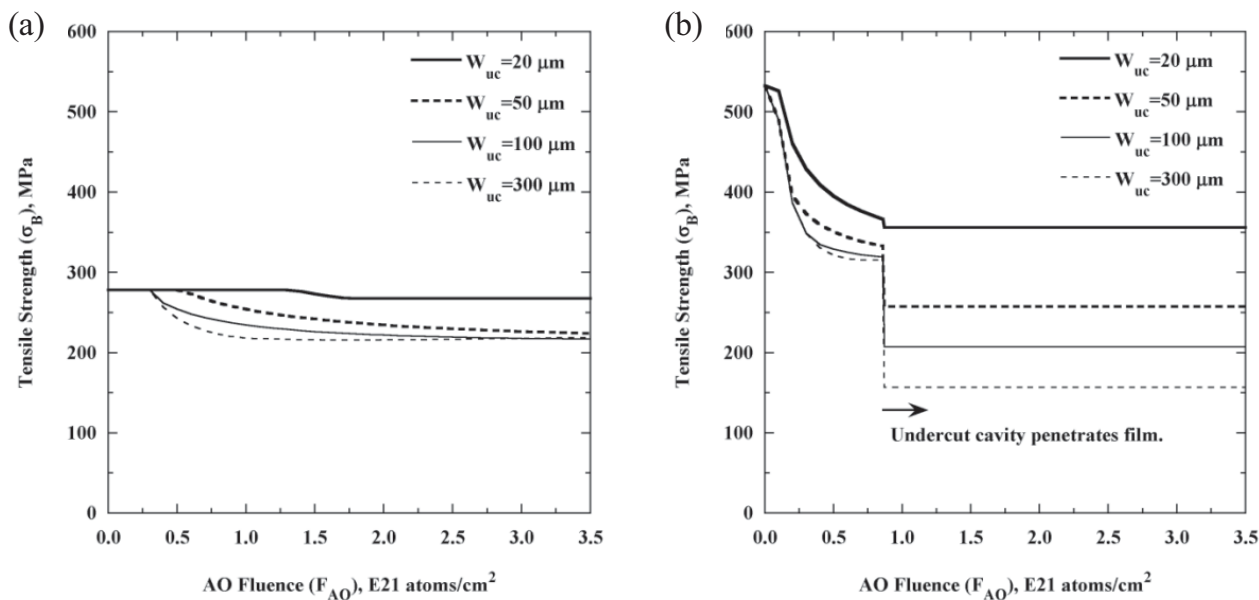 (a)
600
500
400
300
200
100
0
Tensile Strength (σ_B), MPa
W_uc=20 μm
W_uc=50 μm
W_uc=100 μm
W_uc=300 μm
0.0 0.5 1.0 1.5 2.0 2.5 3.0 3.5
AO Fluence (F_AO), E21 atoms/cm²
(b)
600
500
400
300
200
100
0
Tensile Strength (σ_B), MPa
W_uc=20 μm
W_uc=50 μm
W_uc=100 μm
W_uc=300 μm
Undercut cavity penetrates film.
0.0 0.5 1.0 1.5 2.0 2.5 3.0 3.5
AO Fluence (F_AO), E21 atoms/cm²